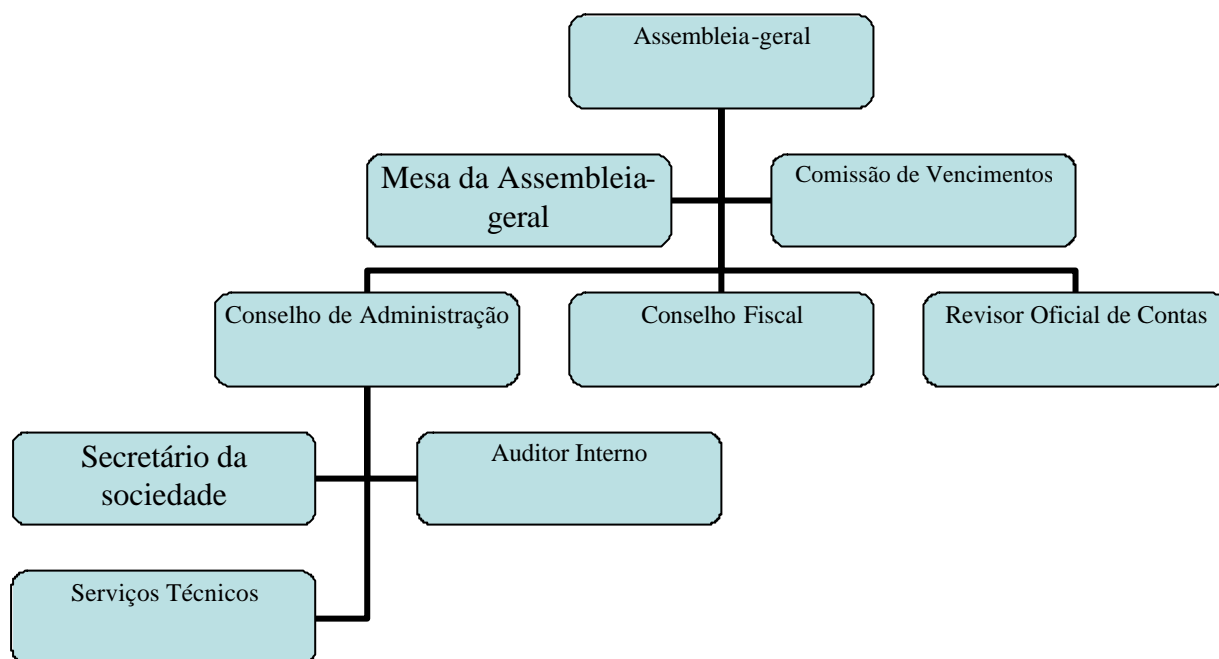 Assembleia-geral
Mesa da Assembleia-
geral
Comissão de Vencimentos
Conselho de Administração
Conselho Fiscal
Revisor Oficial de Contas
Secretário da
sociedade
Auditor Interno
Serviços Técnicos